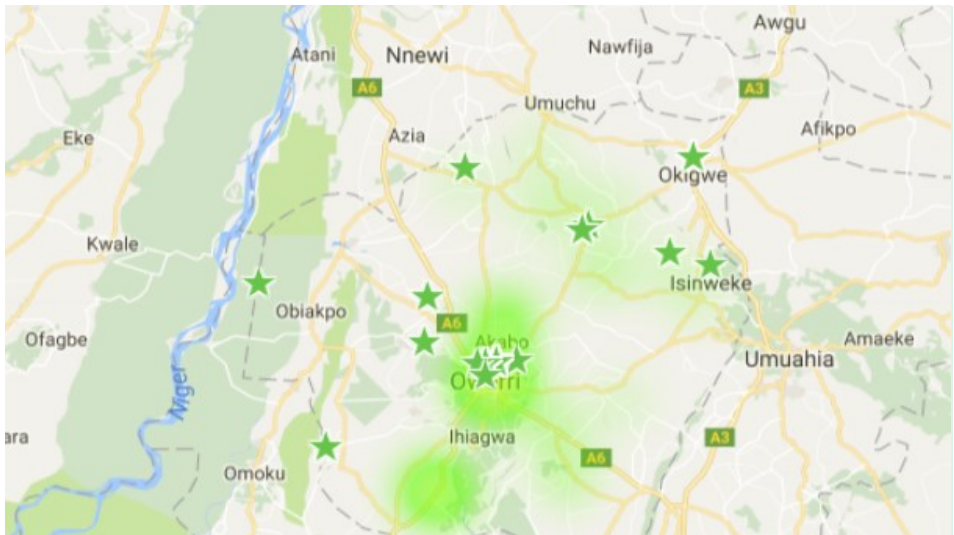 Awgu
Nawfija
Nnewi
Atani
A6
A3
Umuchu
Afikpo
Azia
Eke
Okigwe
Kwale
Isinweke
Obiakpo
A6
Ofagbe
Akabo
Amaeke
Umuahia
Niger
Ihiagwa
A3
A6
Omoku